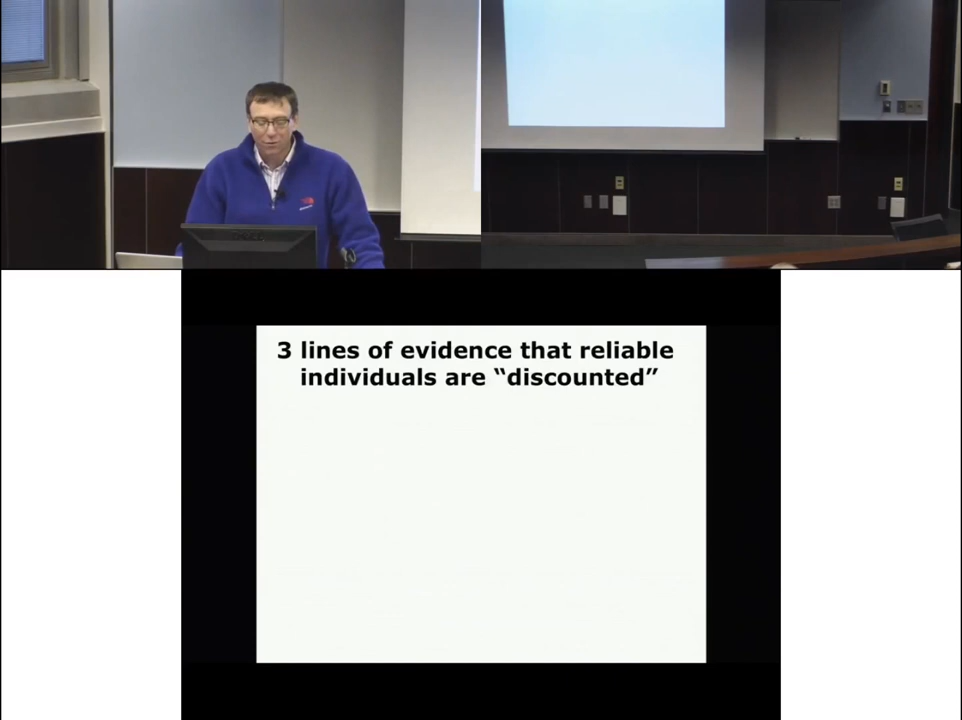 3 lines of evidence that reliable
individuals are “discounted”